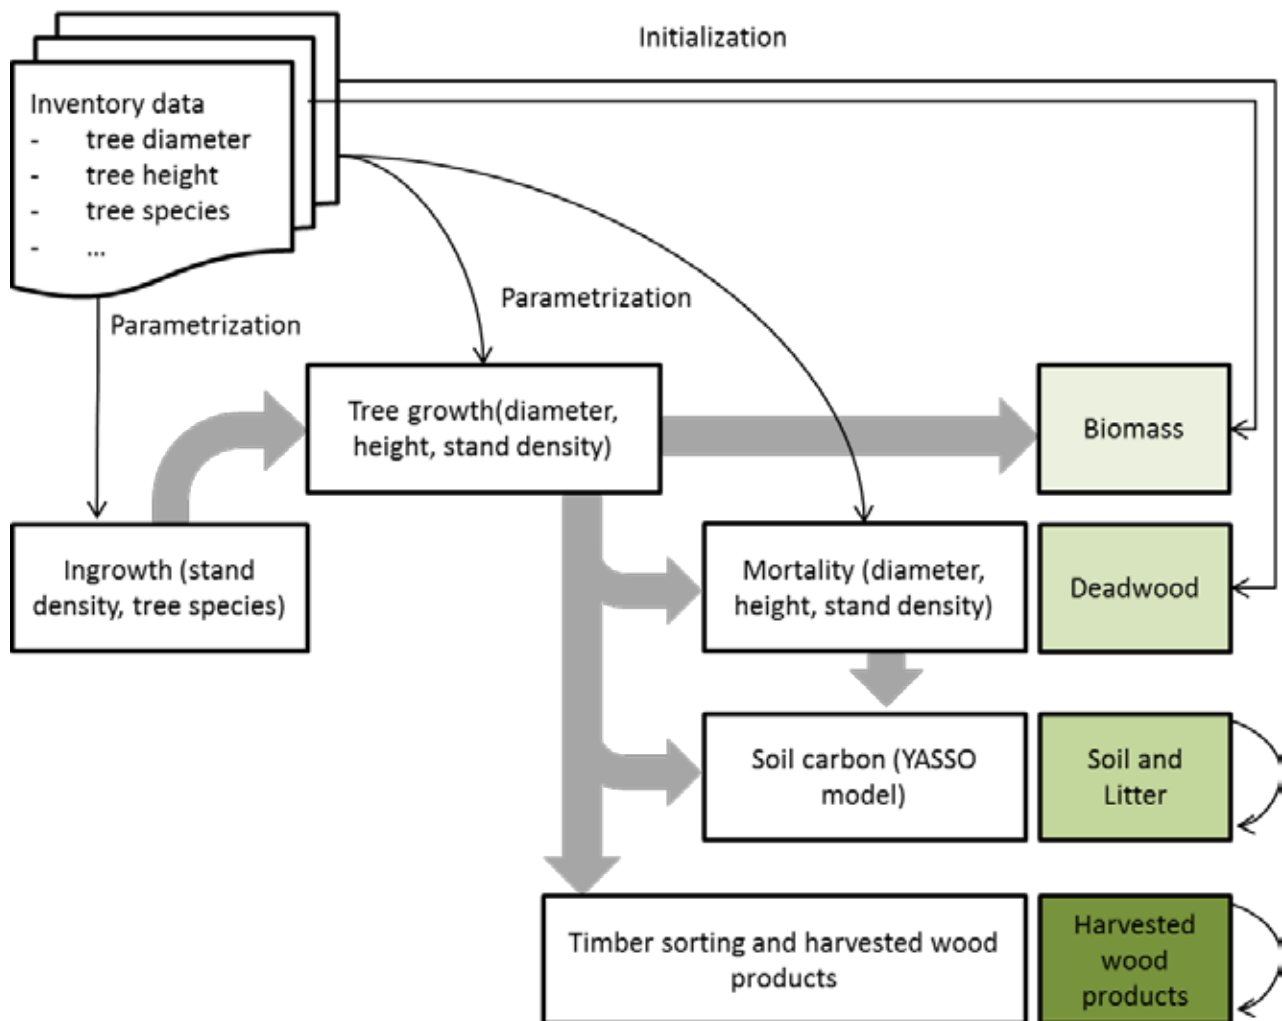 Initialization
Inventory data
- tree diameter
- tree height
- tree species
- ...
Parametrization
Parametrization
Tree growth(diameter,
height, stand density)
Biomass
Ingrowth (stand
density, tree species)
Mortality (diameter,
height, stand density)
Deadwood
Soil carbon (YASSO
model)
Soil and
Litter
Timber sorting and harvested wood
products
Harvested
wood
products